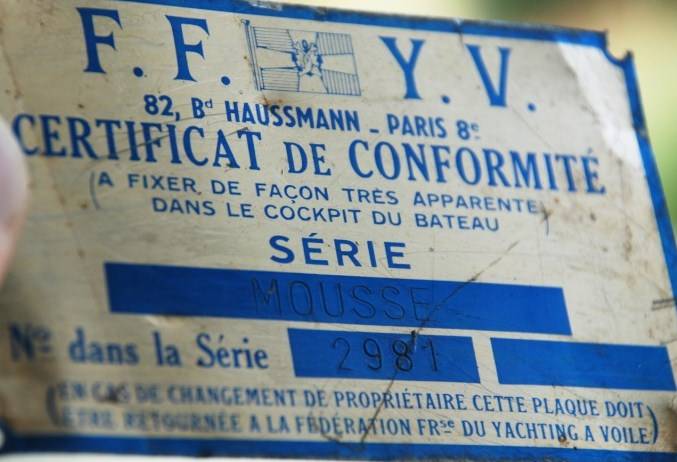 F. F. Y. V.
82, Bd HAUSSMANN - PARIS 8e
CERTIFICAT DE CONFORMITÉ
(A FIXER DE FAÇON TRÈS APPARENTE
DANS LE COCKPIT DU BATEAU
SÉRIE
MOUSSE
No dans la Série 2981
(EN CAS DE CHANGEMENT DE PROPRIÉTAIRE CETTE PLAQUE DOIT
ÊTRE RETOURNÉE A LA FÉDÉRATION FRse DU YACHTING A VOILE)